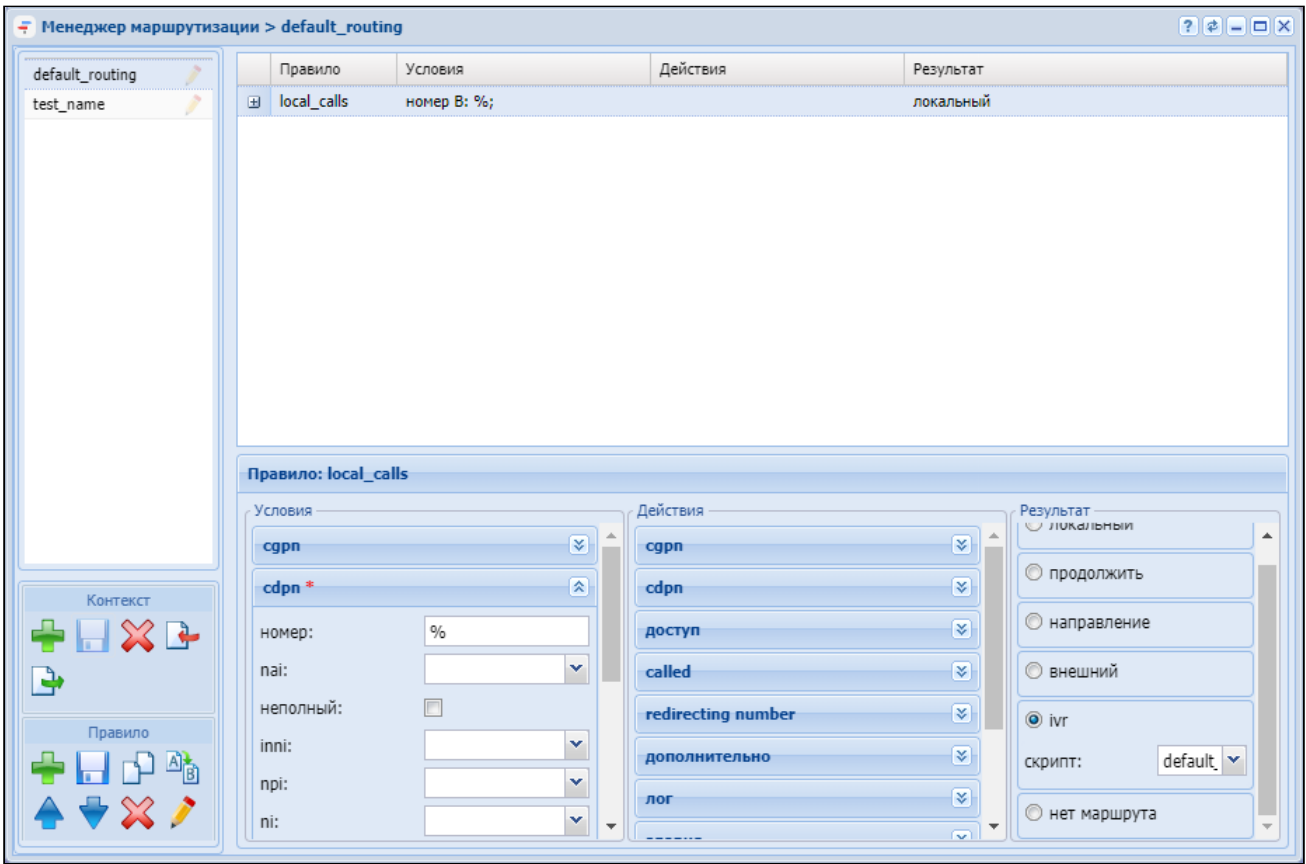 Менеджер маршрутизации > default_routing
default_routing
test_name
Правило Условия Действия Результат
local_calls номер B: %; локальный
Правило: local_calls
Условия
cgpn
cdpn *
номер: %
nai:
неполный:
inni:
npi:
ni:
Действия
cgpn
cdpn
доступ
called
redirecting number
дополнительно
лог
Результат
локальный
продолжить
направление
внешний
ivr
скрипт: default_
нет маршрута
Контекст
Правило
A
B